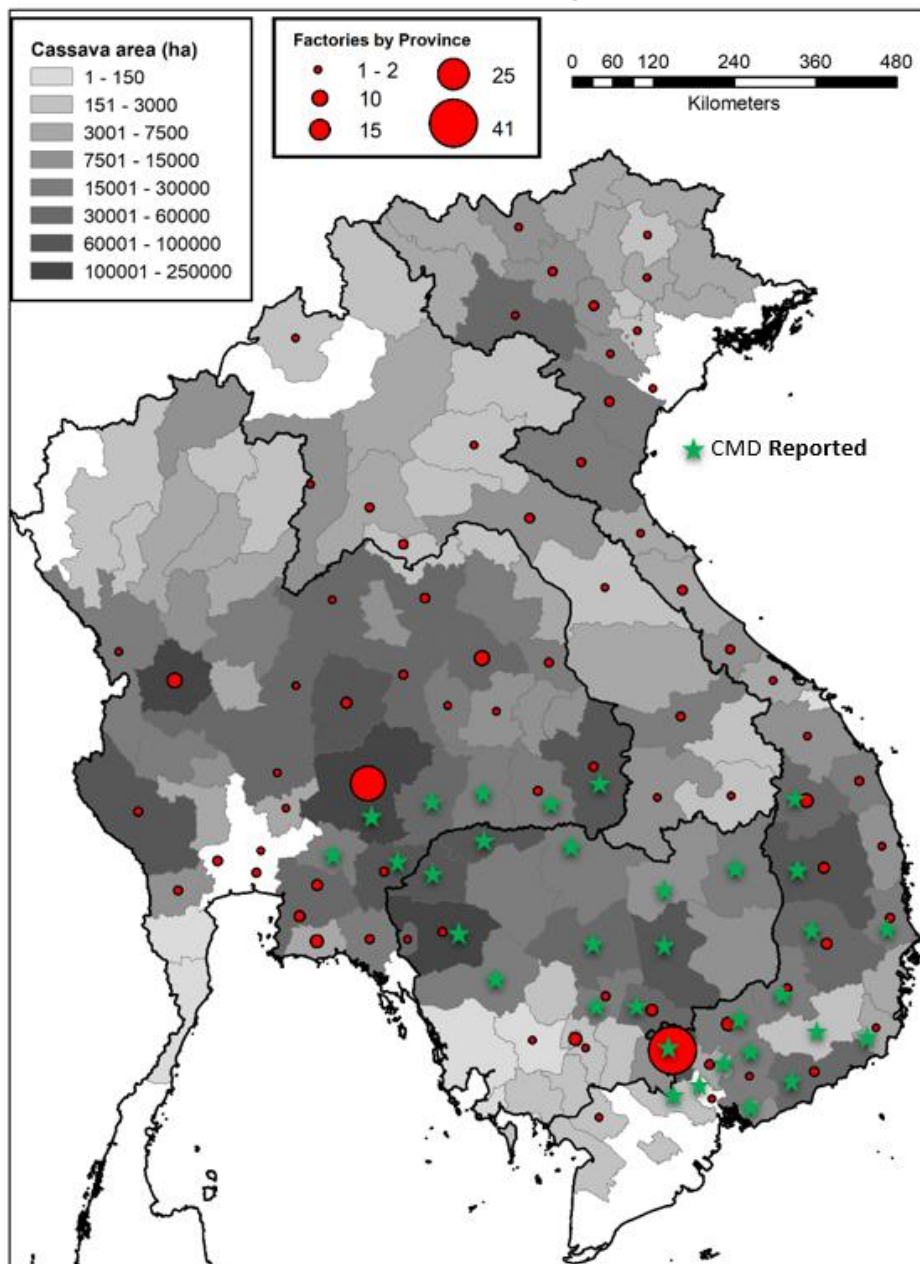 Cassava area (ha)
1 - 150
151 - 3000
3001 - 7500
7501 - 15000
15001 - 30000
30001 - 60000
60001 - 100000
100001 - 250000
Factories by Province
1 - 2
10
15
25
41
0 60 120 240 360 480
Kilometers
CMD Reported